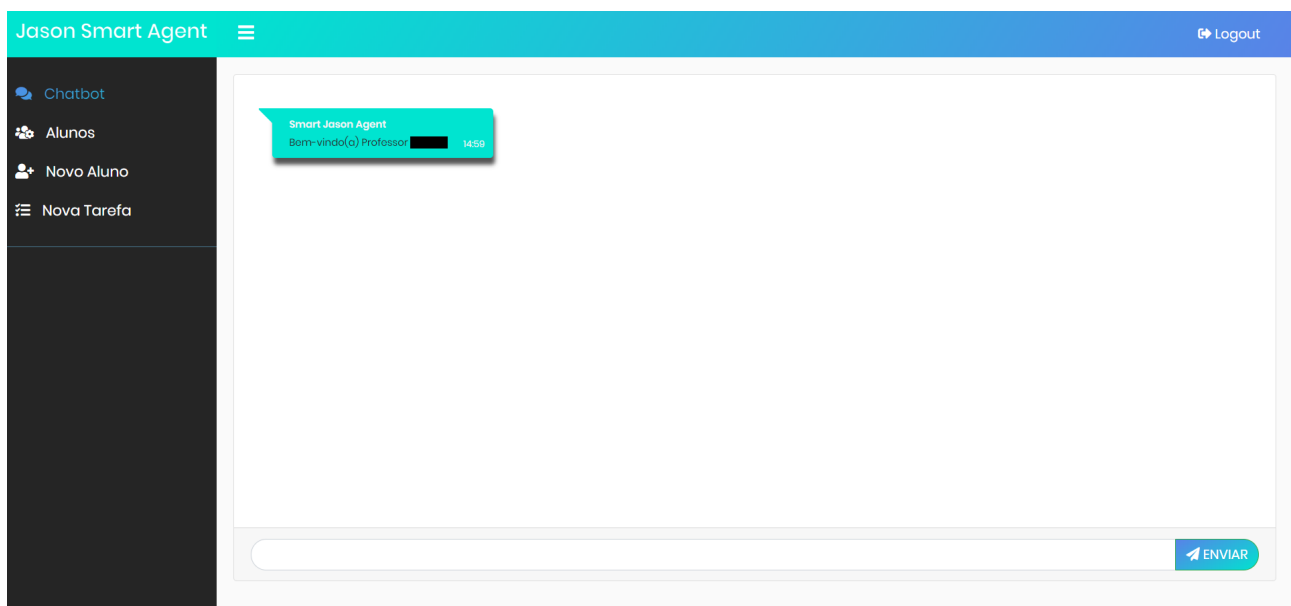 Jason Smart Agent
Logout
Chatbot
Alunos
Novo Aluno
Nova Tarefa
Smart Jason Agent
Bem-vindo(a) Professor 14:59
ENVIAR